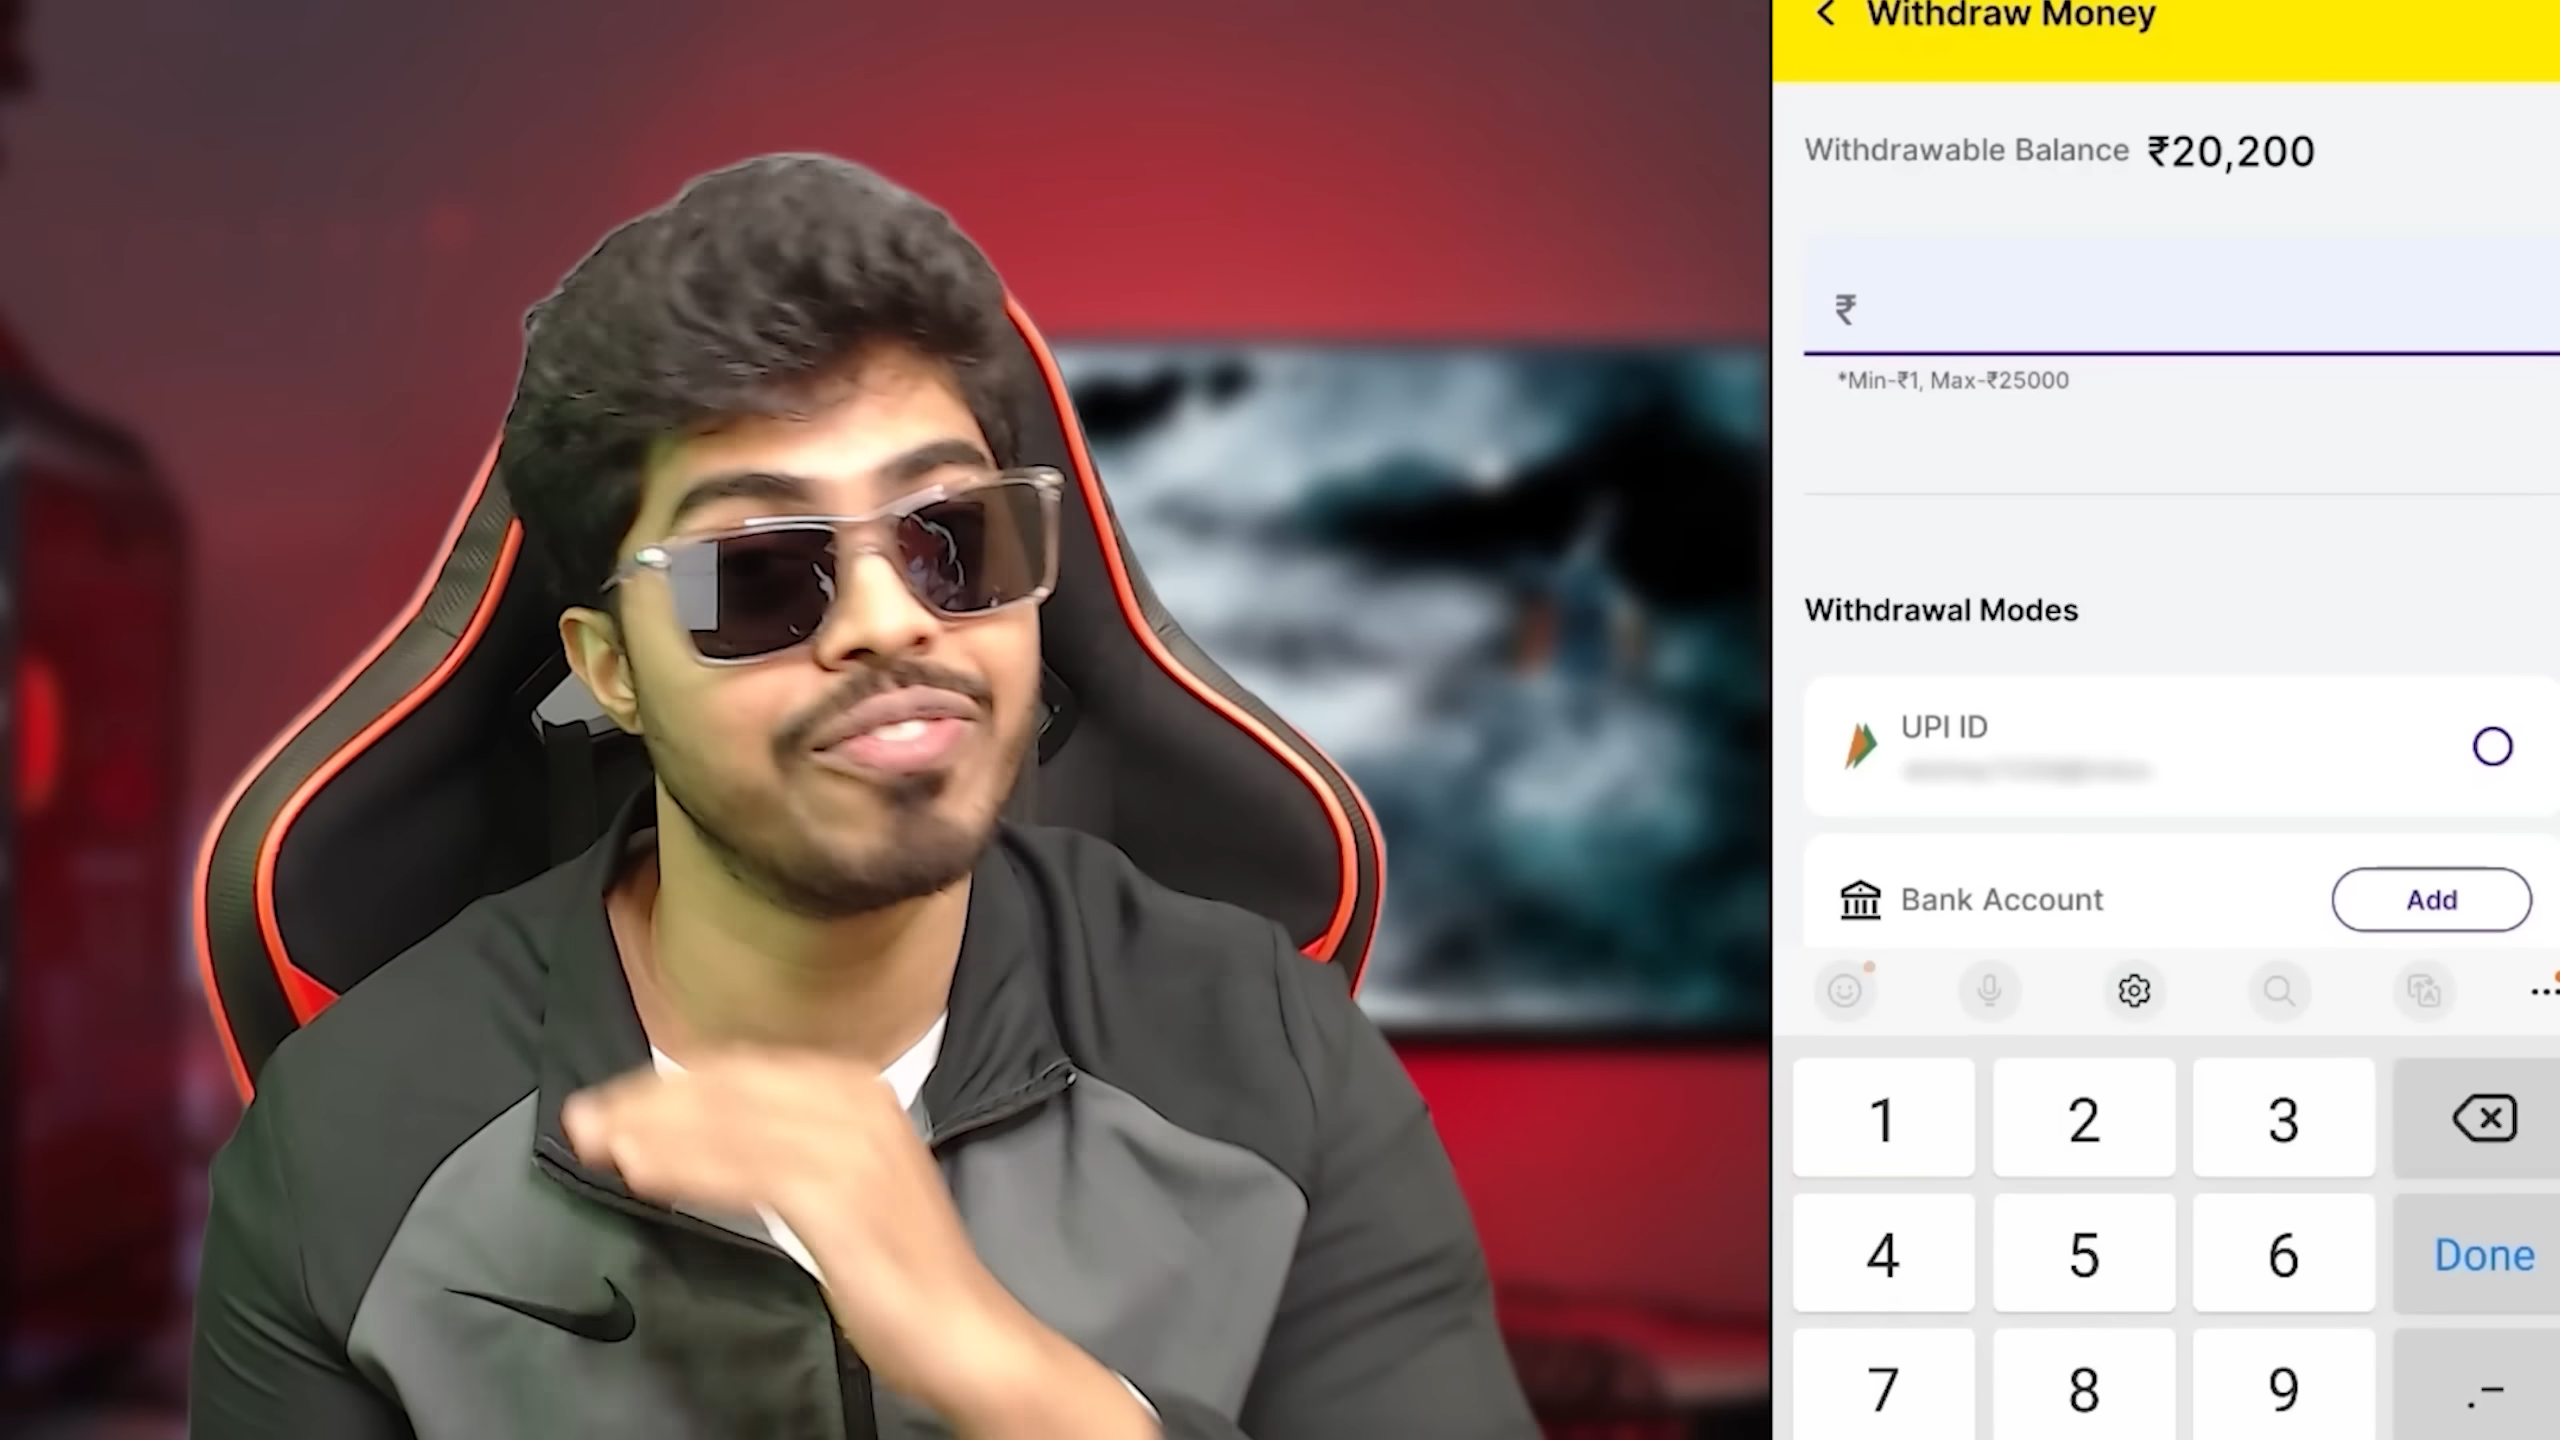 Withdraw Money
Withdrawable Balance ₹20,200
₹
*Min-₹1, Max-₹25000
Withdrawal Modes
UPI ID
Bank Account Add
1 2 3
4 5 6 Done
7 8 9 .-